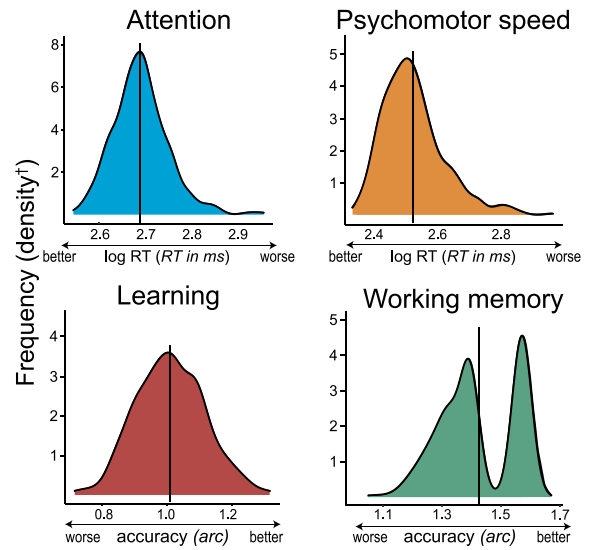 Attention
Psychomotor speed
8
6
4
2
2.6 2.7 2.8 2.9
better log RT (RT in ms) worse
5
4
3
2
1
2.4 2.6 2.8
better log RT (RT in ms) worse
Frequency (density†)
Learning
Working memory
4
3
2
1
0.8 1.0 1.2
worse accuracy (arc) better
5
4
3
2
1
1.1 1.3 1.5 1.7
worse accuracy (arc) better